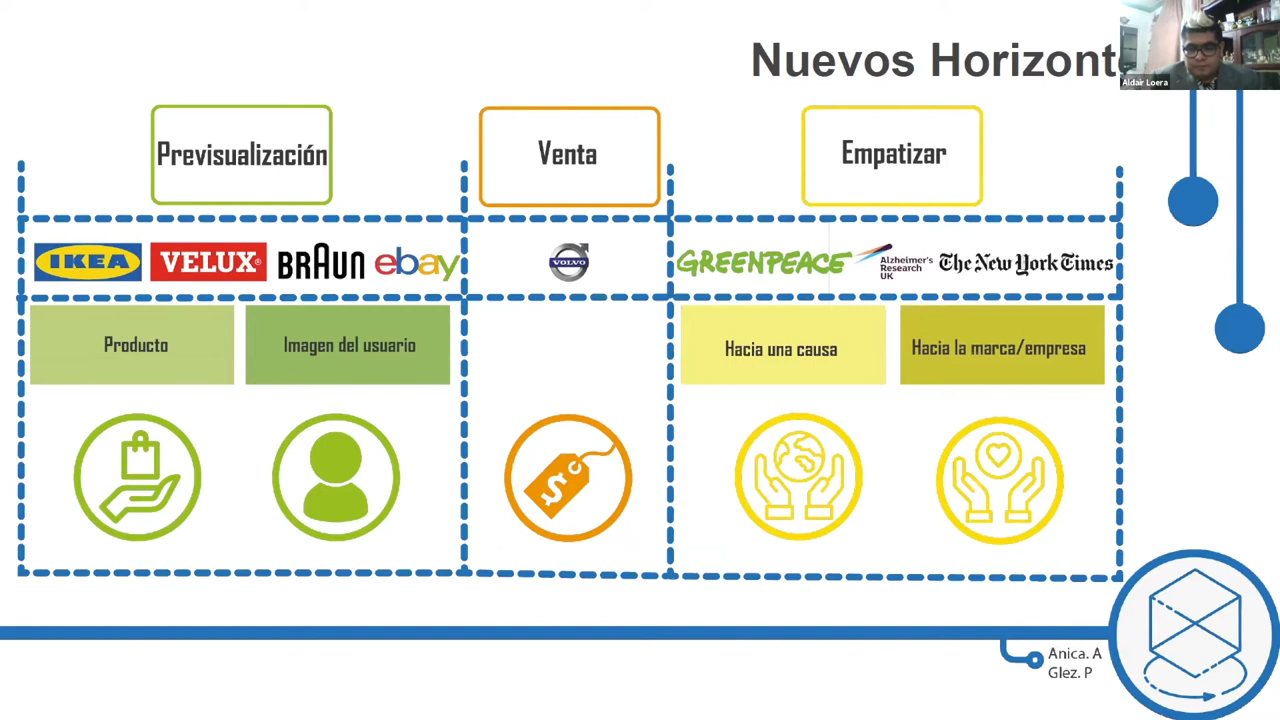 Nuevos Horizont
Aldair Loera
Previsualización
Venta
Empatizar
IKEA
VELUX
BRAUN
ebay
VOLVO
GREENPEACE
Alzheimer's
Research
UK
The New York Times
Producto
Imagen del usuario
Hacia una causa
Hacia la marca/empresa
$
Anica. A
Glez. P